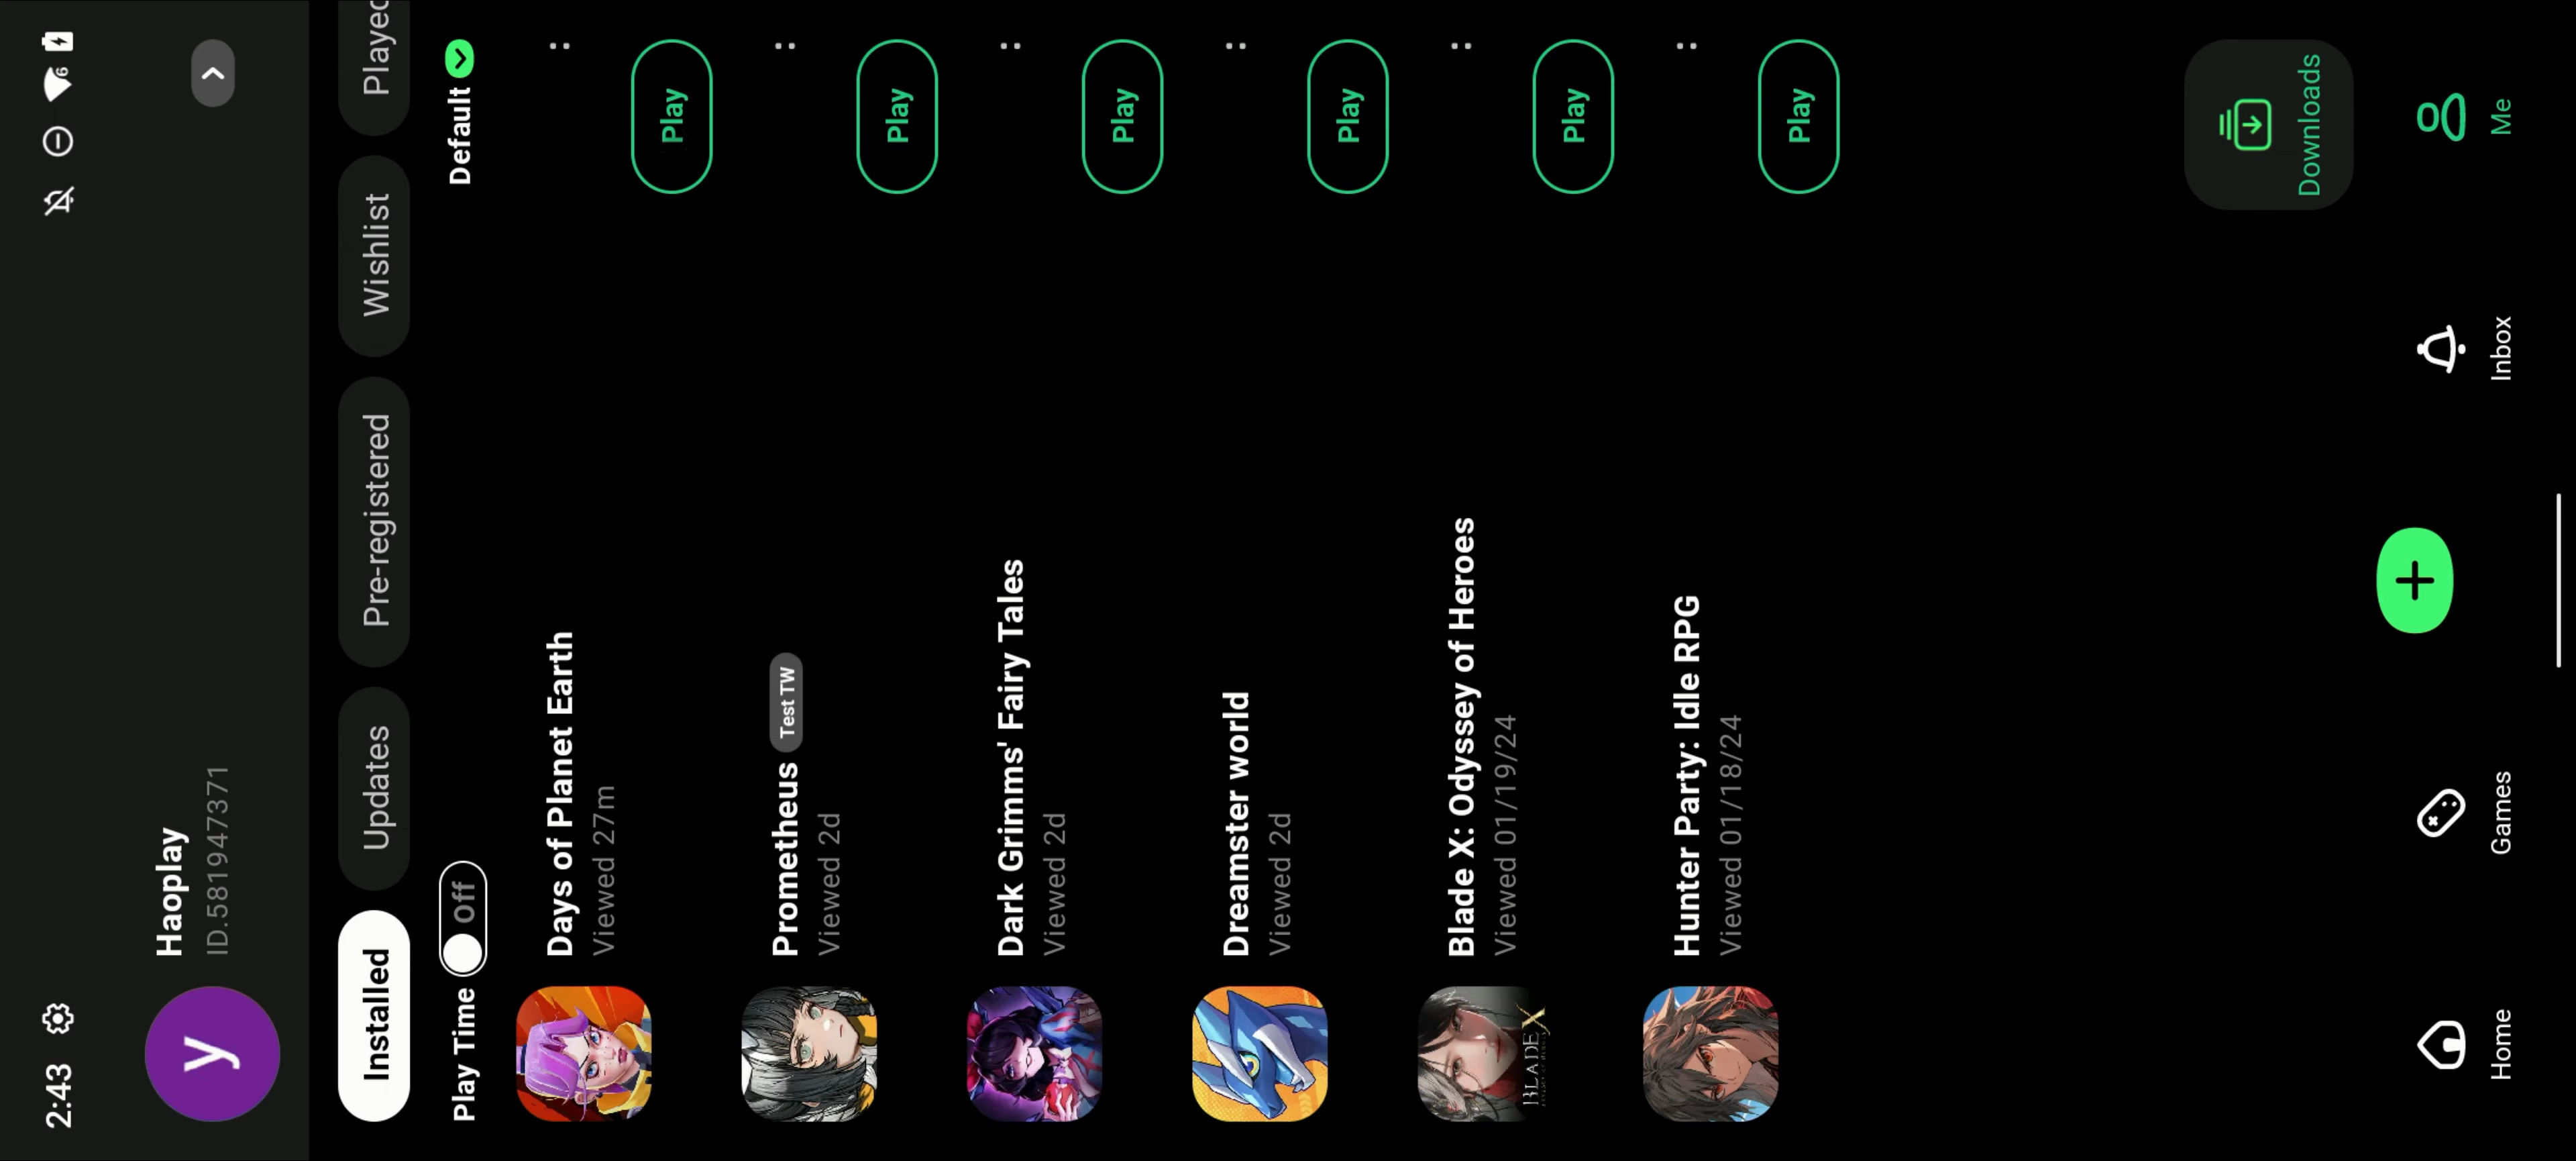 2:43
y
Haoplay
ID.581947371
Installed
Updates
Pre-registered
Wishlist
Played
Play Time
Off
Default
Days of Planet Earth
Viewed 27m
Play
Prometheus
Test TW
Viewed 2d
Play
Dark Grimms' Fairy Tales
Viewed 2d
Play
Dreamster world
Viewed 2d
Play
BLADE X
Blade X: Odyssey of Heroes
Viewed 01/19/24
Play
Hunter Party: Idle RPG
Viewed 01/18/24
Play
Downloads
Home
Games
Inbox
Me